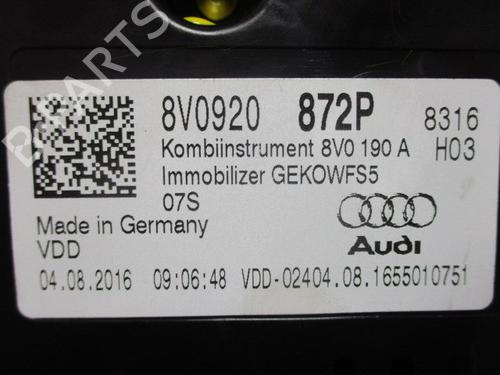 B-PARTS
8V0920 872P 8316
Kombiinstrument 8V0 190 A H03
Immobilizer GEKOWFS5
07S
Made in Germany
VDD
Audi
04.08.2016 09:06:48 VDD-02404.08.1655010751